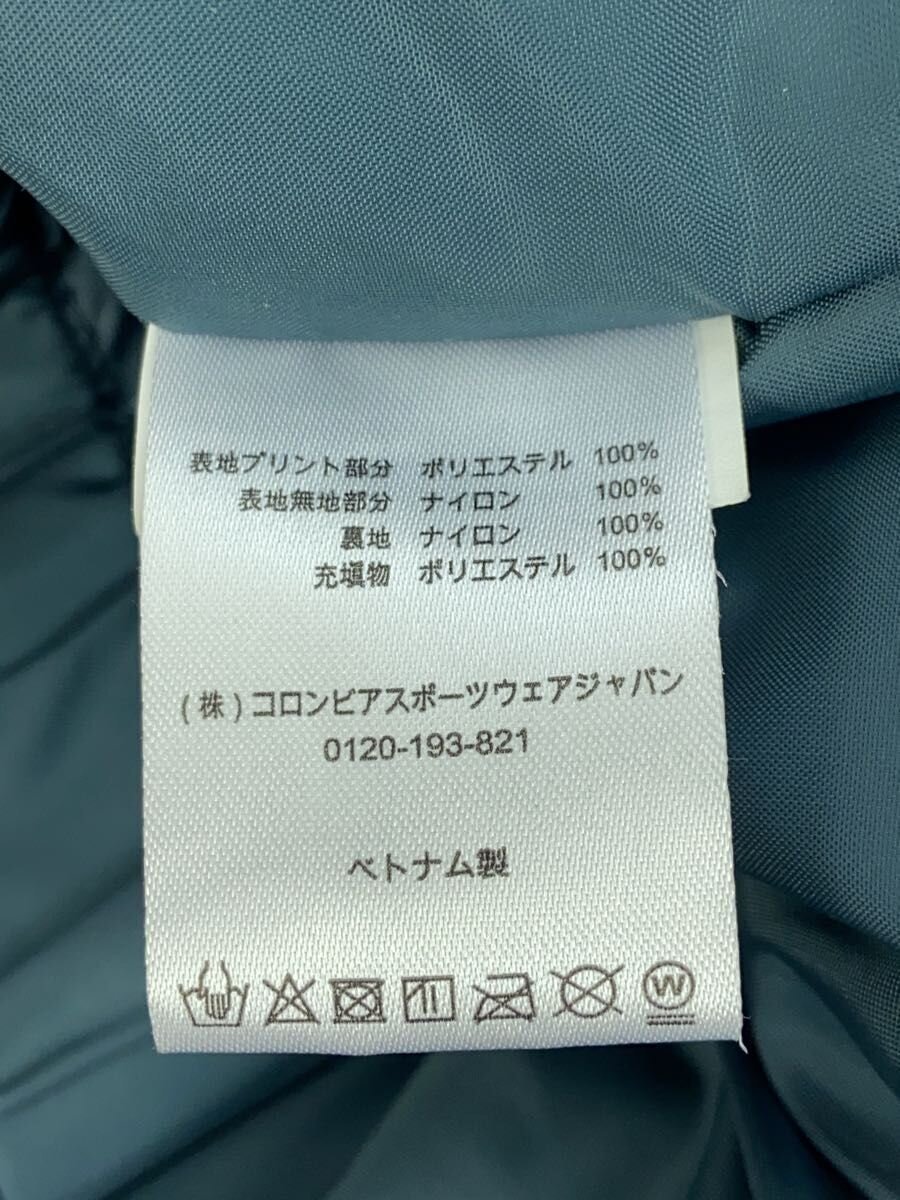 表地プリント部分 ポリエステル 100%
表地無地部分 ナイロン 100%
裏地 ナイロン 100%
充填物 ポリエステル 100%
(株)コロンビアスポーツウェアジャパン
0120-193-821
ベトナム製
W